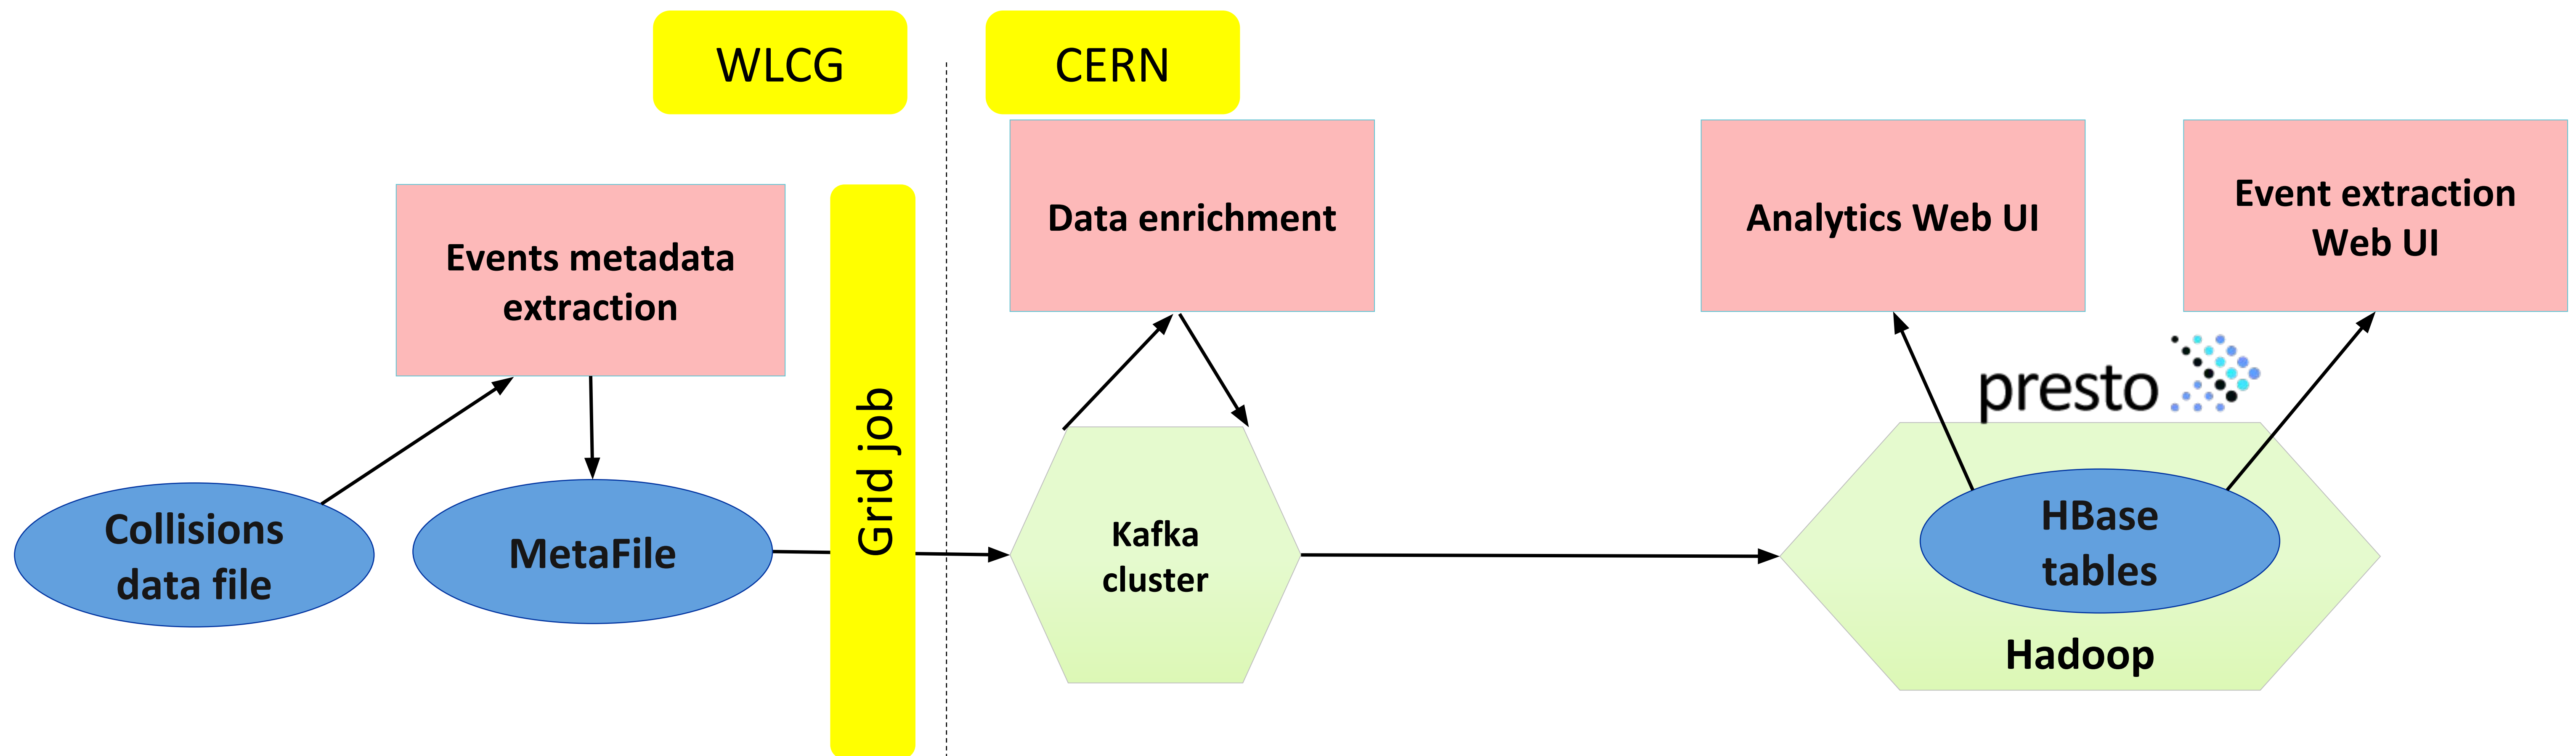 WLCG
CERN
Events metadata
extraction
Data enrichment
Analytics Web UI
Event extraction
Web UI
presto
Grid job
Collisions
data file
MetaFile
Kafka
cluster
HBase
tables
Hadoop